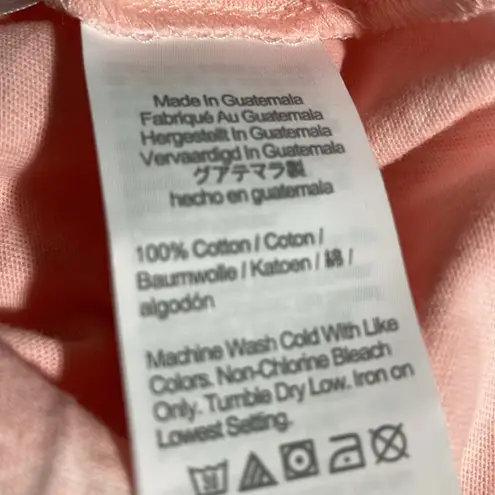 Made In Guatemala
Fabriqué Au Guatemala
Hergestellt In Guatemala
Vervaardigd In Guatemala
グアテマラ製
hecho en guatemala
100% Cotton / Coton /
Baumwolle / Katoen / 綿 /
algodón
Machine Wash Cold With Like
Colors. Non-Chlorine Bleach
Only. Tumble Dry Low. Iron on
Lowest Setting.